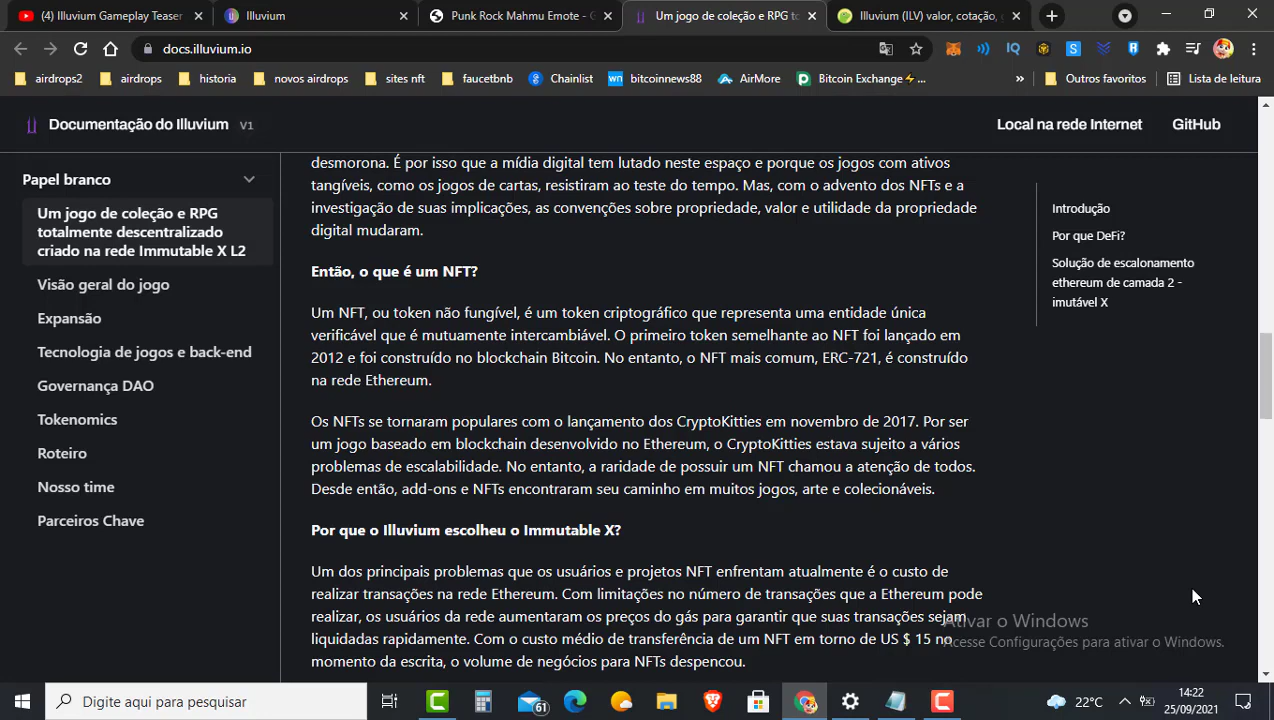 (4) Illuvium Gameplay Teaser
Illuvium
Punk Rock Mahmu Emote - G
Um jogo de coleção e RPG to
Illuvium (ILV) valor, cotação, g
docs.illuvium.io
airdrops2
airdrops
historia
novos airdrops
sites nft
faucetbnb
Chainlist
bitcoinnews88
AirMore
Bitcoin Exchange⚡...
»
Outros favoritos
Lista de leitura
Documentação do Illuvium V1
Local na rede Internet
GitHub
Papel branco
Um jogo de coleção e RPG
totalmente descentralizado
criado na rede Immutable X L2
Visão geral do jogo
Expansão
Tecnologia de jogos e back-end
Governança DAO
Tokenomics
Roteiro
Nosso time
Parceiros Chave
desmorona. É por isso que a mídia digital tem lutado neste espaço e porque os jogos com ativos
tangíveis, como os jogos de cartas, resistiram ao teste do tempo. Mas, com o advento dos NFTs e a
investigação de suas implicações, as convenções sobre propriedade, valor e utilidade da propriedade
digital mudaram.
Então, o que é um NFT?
Um NFT, ou token não fungível, é um token criptográfico que representa uma entidade única
verificável que é mutuamente intercambiável. O primeiro token semelhante ao NFT foi lançado em
2012 e foi construído no blockchain Bitcoin. No entanto, o NFT mais comum, ERC-721, é construído
na rede Ethereum.
Os NFTs se tornaram populares com o lançamento dos CryptoKitties em novembro de 2017. Por ser
um jogo baseado em blockchain desenvolvido no Ethereum, o CryptoKitties estava sujeito a vários
problemas de escalabilidade. No entanto, a raridade de possuir um NFT chamou a atenção de todos.
Desde então, add-ons e NFTs encontraram seu caminho em muitos jogos, arte e colecionáveis.
Por que o Illuvium escolheu o Immutable X?
Um dos principais problemas que os usuários e projetos NFT enfrentam atualmente é o custo de
realizar transações na rede Ethereum. Com limitações no número de transações que a Ethereum pode
realizar, os usuários da rede aumentaram os preços do gás para garantir que suas transações sejam
liquidadas rapidamente. Com o custo médio de transferência de um NFT em torno de US $ 15 no
momento da escrita, o volume de negócios para NFTs despencou.
Introdução
Por que DeFi?
Solução de escalonamento
ethereum de camada 2 -
imutável X
Ativar o Windows
Acesse Configurações para ativar o Windows.
Digite aqui para pesquisar
61
22°C
14:22
25/09/2021